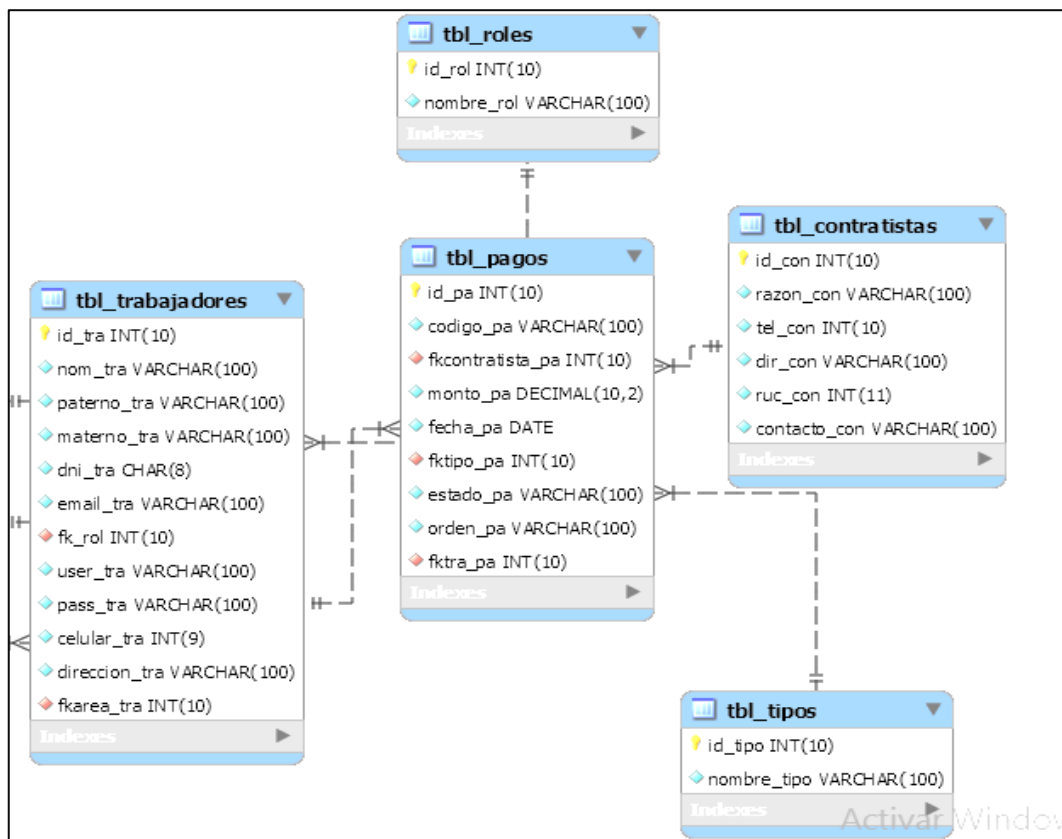 tbl_roles
id_rol INT(10)
nombre_rol VARCHAR(100)
Indexes
tbl_trabajadores
id_tra INT(10)
nom_tra VARCHAR(100)
paterno_tra VARCHAR(100)
materno_tra VARCHAR(100)
dni_tra CHAR(8)
email_tra VARCHAR(100)
fk_rol INT(10)
user_tra VARCHAR(100)
pass_tra VARCHAR(100)
celular_tra INT(9)
direccion_tra VARCHAR(100)
fkarea_tra INT(10)
Indexes
tbl_pagos
id_pa INT(10)
codigo_pa VARCHAR(100)
fkcontratista_pa INT(10)
monto_pa DECIMAL(10,2)
fecha_pa DATE
fktipo_pa INT(10)
estado_pa VARCHAR(100)
orden_pa VARCHAR(100)
fktra_pa INT(10)
Indexes
tbl_contratistas
id_con INT(10)
razon_con VARCHAR(100)
tel_con INT(10)
dir_con VARCHAR(100)
ruc_con INT(11)
contacto_con VARCHAR(100)
Indexes
tbl_tipos
id_tipo INT(10)
nombre_tipo VARCHAR(100)
Indexes
Activar Window